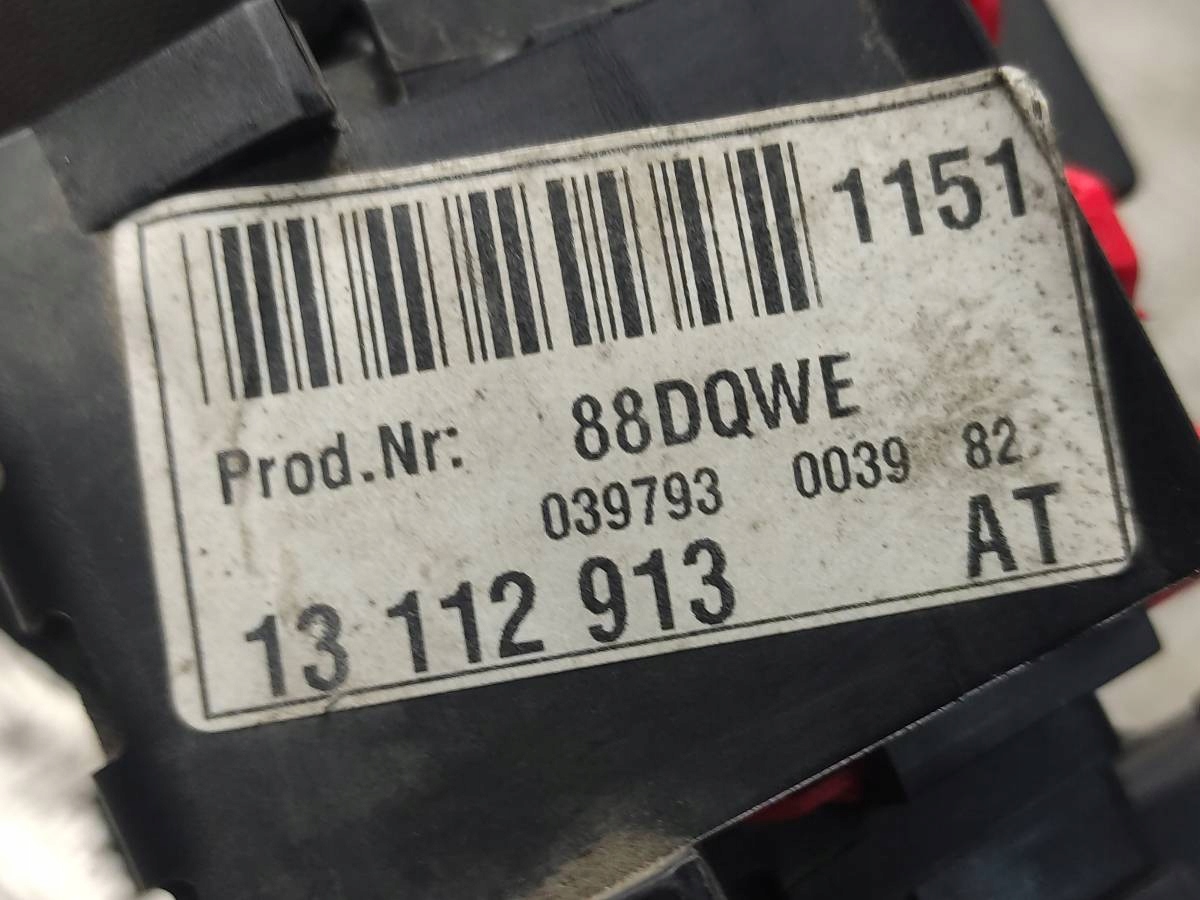 1151
Prod.Nr: 88DQWE
039793 0039 82
13 112 913 AT